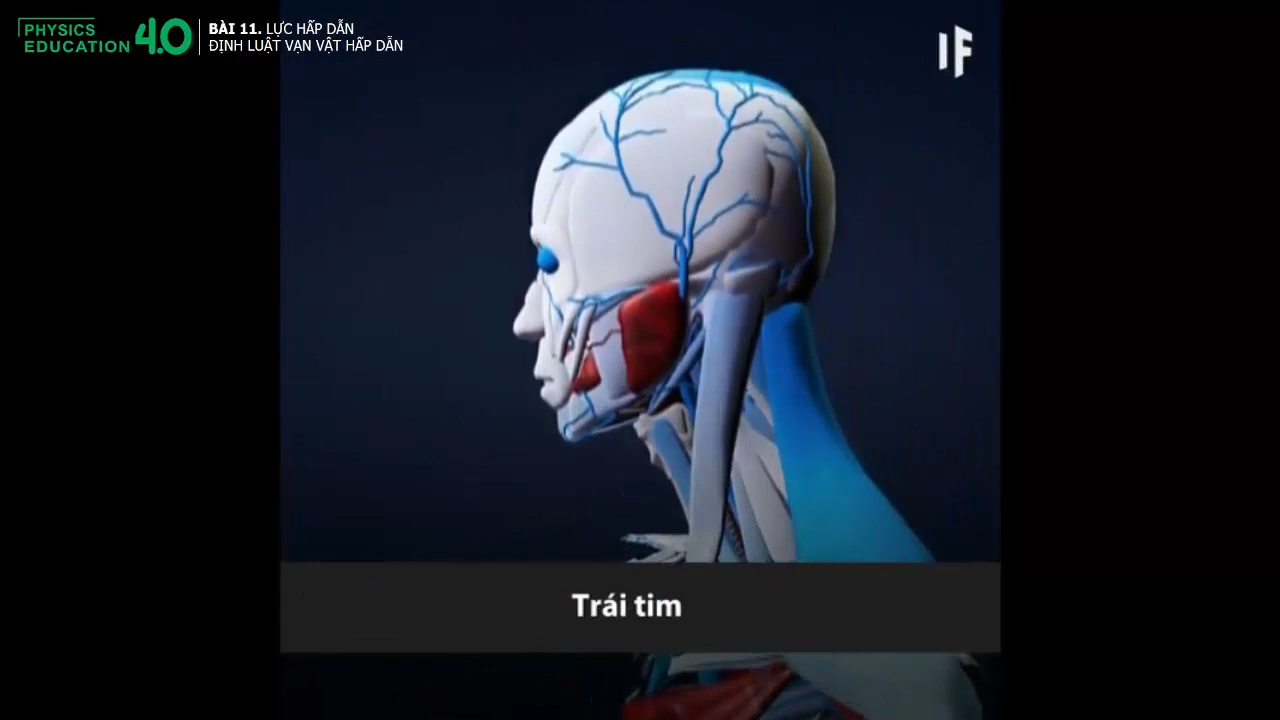 PHYSICS
EDUCATION 4.0
BÀI 11. LỰC HẤP DẪN
ĐỊNH LUẬT VẠN VẬT HẤP DẪN
IF
Trái tim